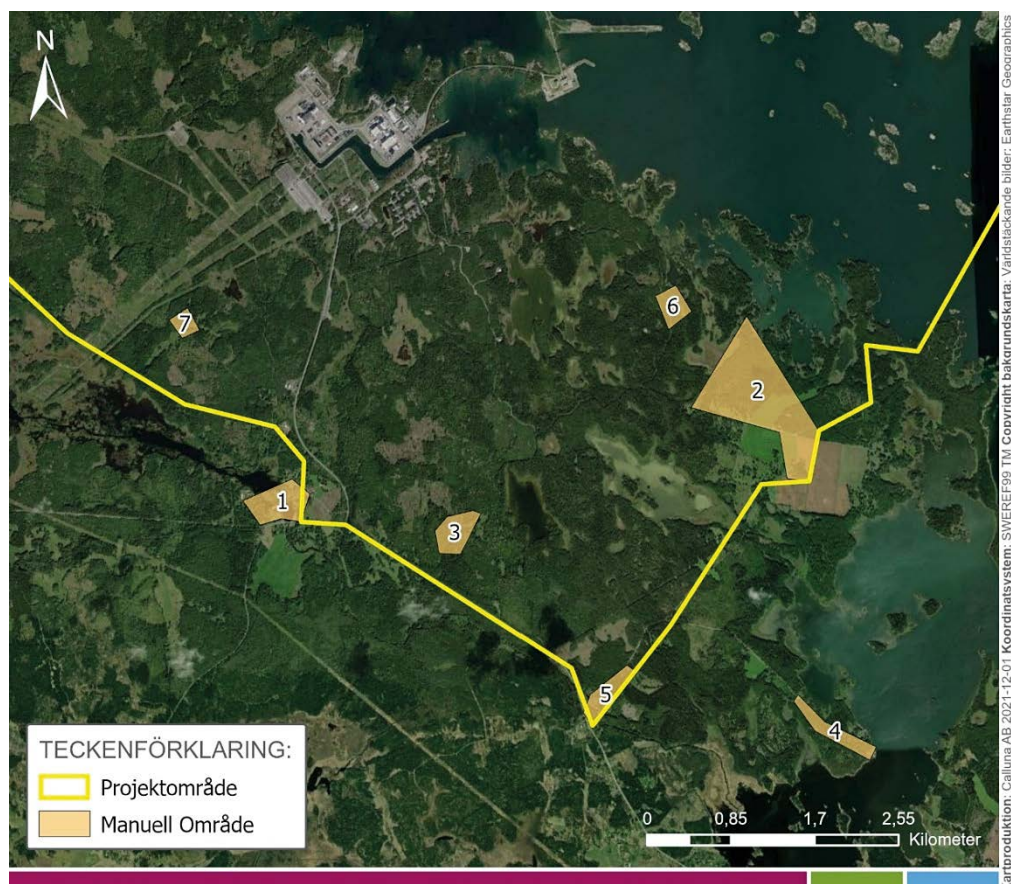 N
7
6
2
1
3
5
4
TECKENFÖRKLARING:
Projektområde
Manuell Område
0 0,85 1,7 2,55
Kilometer
artproduktion: Calluna AB 2021-12-01 Koordinatsystem: SWEREF99 TM Copyright bakgrundskarta: Världstäckande bilder: Earthstar Geographics